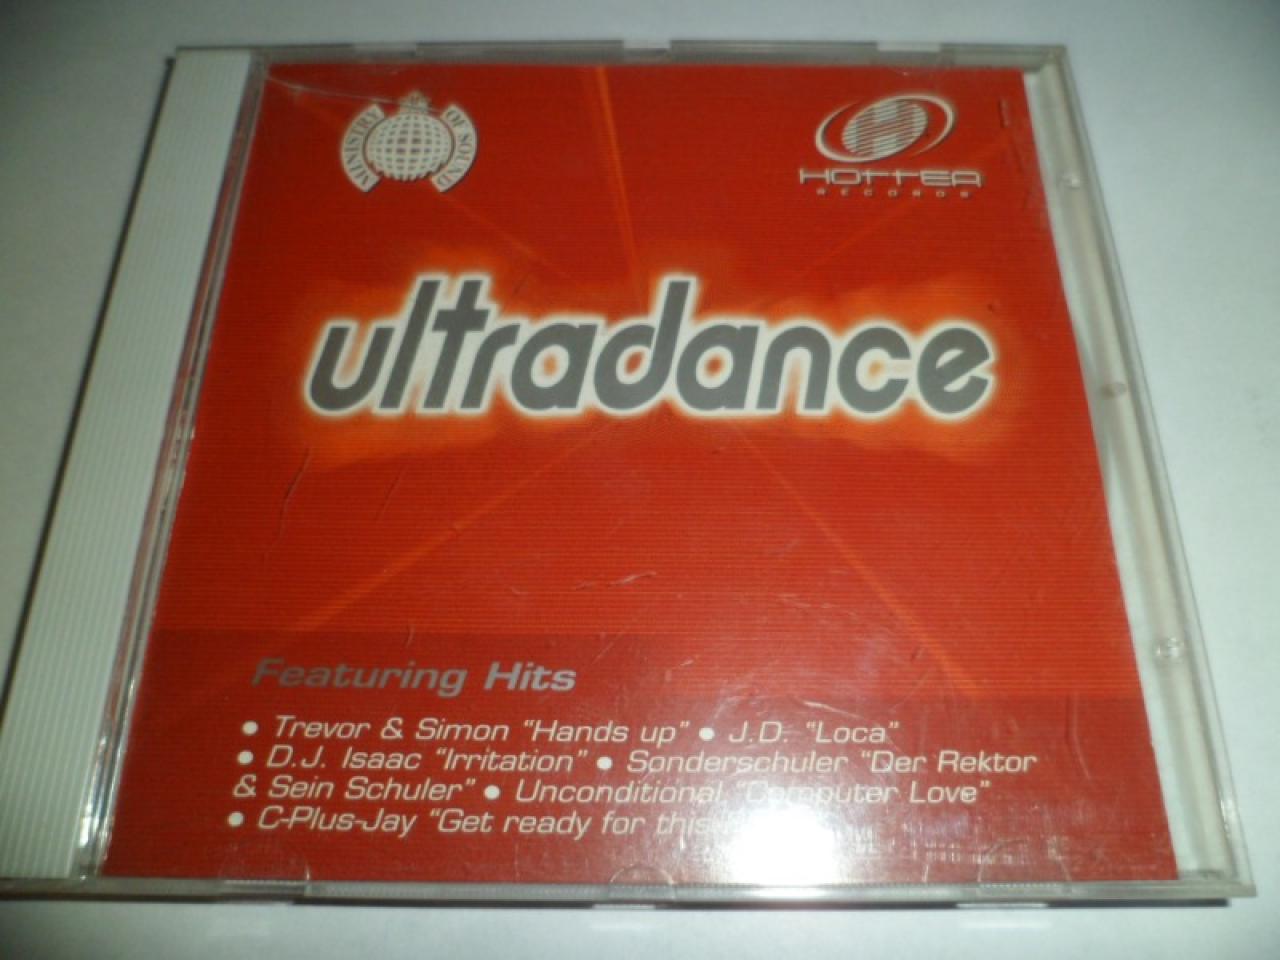 MINISTRY OF SOUND
HOTTER
RECORDS
ultradance
Featuring Hits
• Trevor & Simon "Hands up" • J.D. "Loca"
• D.J. Isaac "Irritation" • Sonderschuler "Der Rektor
& Sein Schuler" • Unconditional "Computer Love"
• C-Plus-Jay "Get ready for this